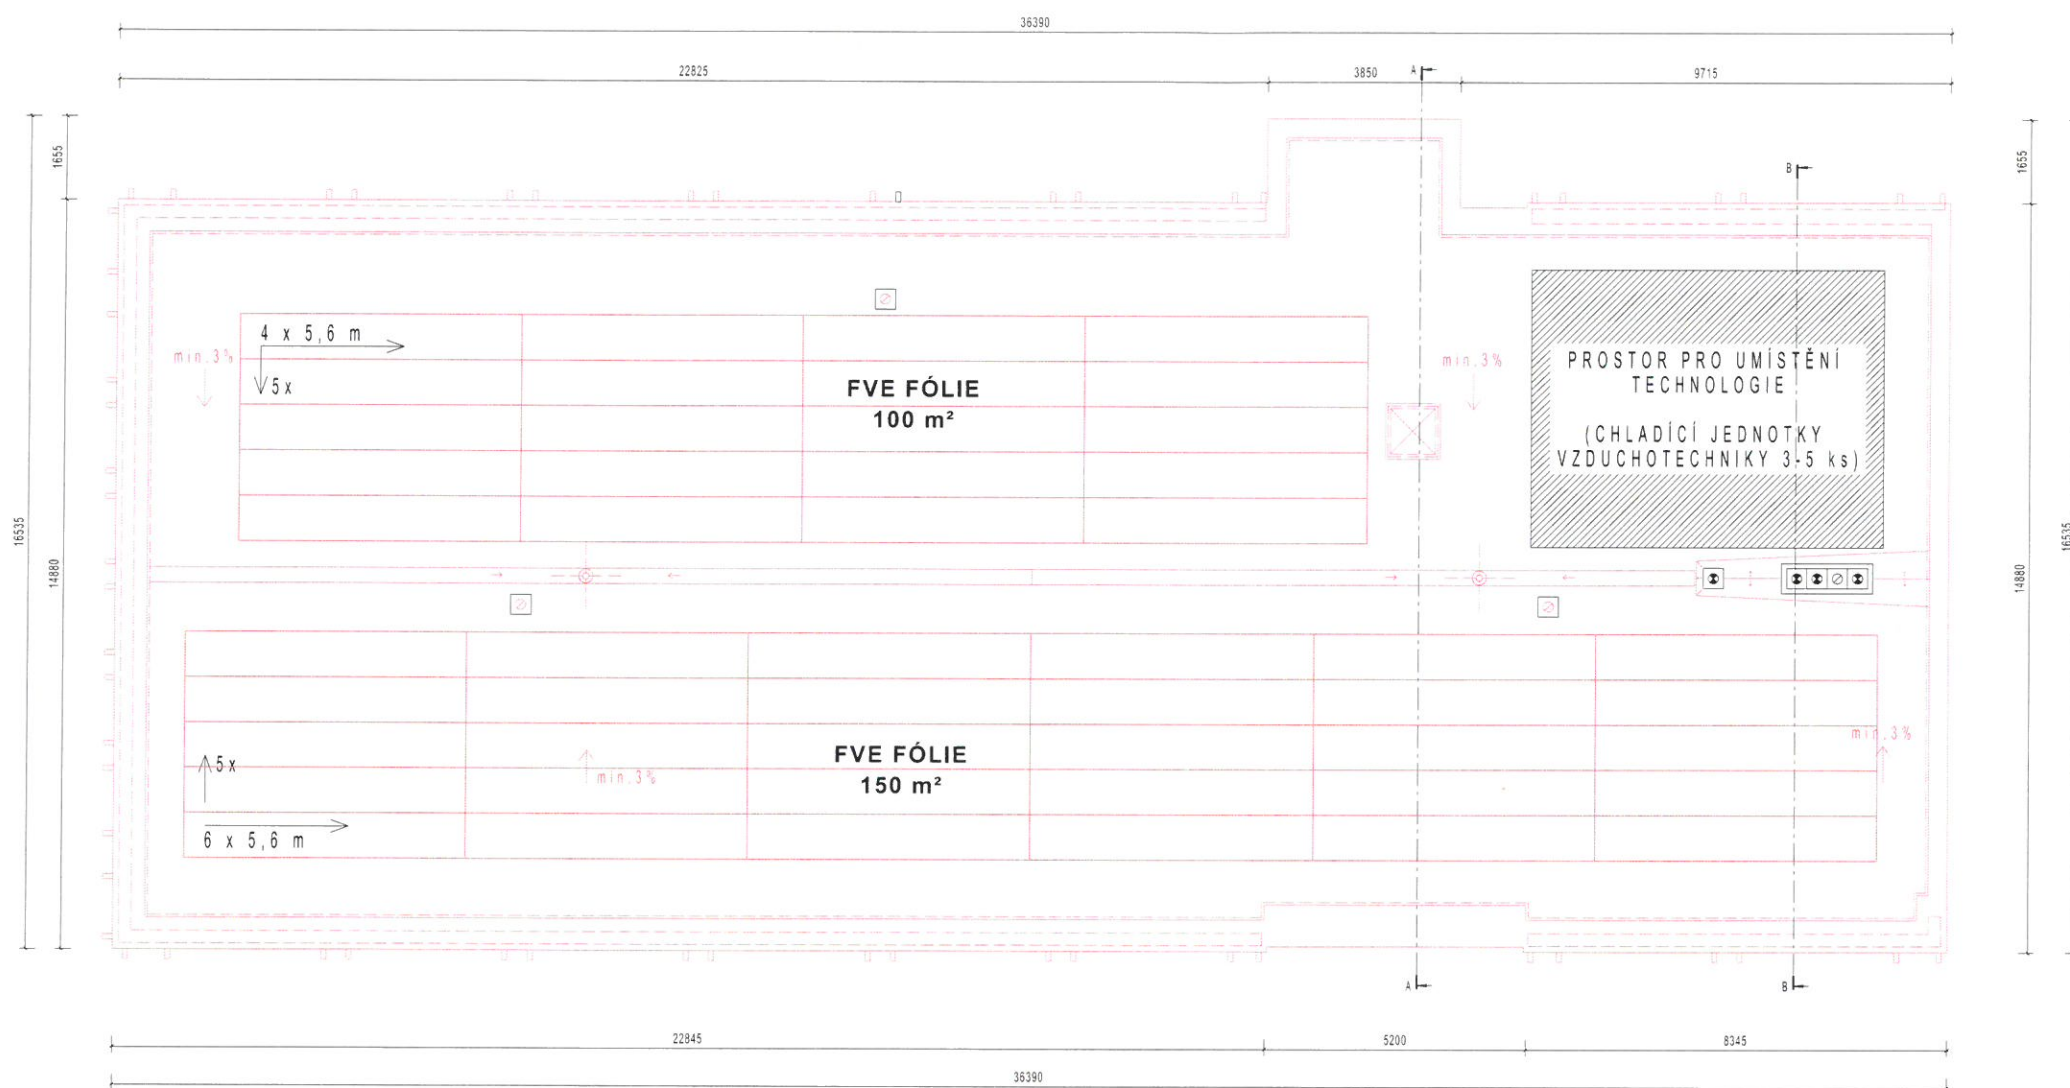 36390
22825
3850
A
9715
1655
1655
B
4 x 5,6 m
min.3%
5x
FVE FÓLIE
100 m²
min.3%
PROSTOR PRO UMÍSTĚNÍ
TECHNOLOGIE
(CHLADÍCÍ JEDNOTKY
VZDUCHOTECHNIKY 3-5 ks)
16535
14880
14880
16535
5x
FVE FÓLIE
150 m²
min.3%
min.3%
6 x 5,6 m
A
B
22845
5200
8345
36390